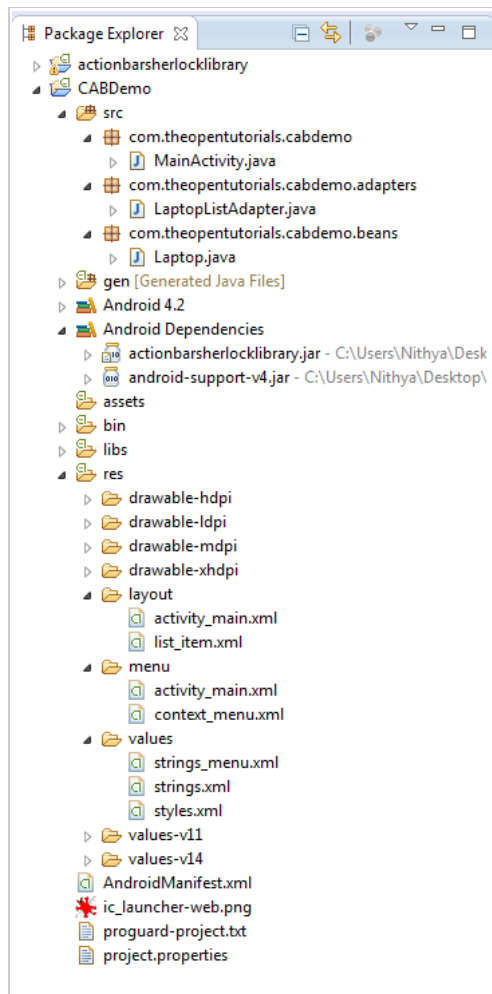 Package Explorer
actionbarsherlocklibrary
CABDemo
src
com.theopentutorials.cabdemo
MainActivity.java
com.theopentutorials.cabdemo.adapters
LaptopListAdapter.java
com.theopentutorials.cabdemo.beans
Laptop.java
gen [Generated Java Files]
Android 4.2
Android Dependencies
actionbarsherlocklibrary.jar - C:\Users\Nithya\Desk
android-support-v4.jar - C:\Users\Nithya\Desktop\
assets
bin
libs
res
drawable-hdpi
drawable-ldpi
drawable-mdpi
drawable-xhdpi
layout
activity_main.xml
list_item.xml
menu
activity_main.xml
context_menu.xml
values
strings_menu.xml
strings.xml
styles.xml
values-v11
values-v14
AndroidManifest.xml
ic_launcher-web.png
proguard-project.txt
project.properties